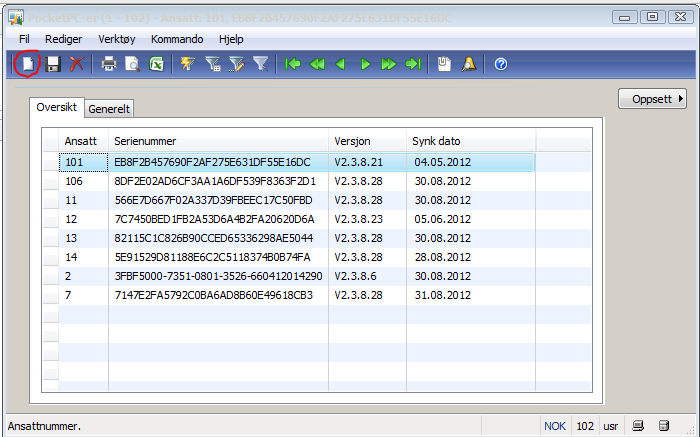 PocketPC-er (1 - 102) - Ansatt: 101, EB8F2B457690F2AF275E631DF55E16DC
Fil Rediger Verktøy Kommando Hjelp
Oversikt Generelt Oppsett
Ansatt Serienummer Versjon Synk dato
101 EB8F2B457690F2AF275E631DF55E16DC V2.3.8.21 04.05.2012
106 8DF2E02AD6CF3AA1A6DF539F8363F2D1 V2.3.8.28 30.08.2012
11 566E7D667F02A337D39FBEEC17C50FBD V2.3.8.28 30.08.2012
12 7C7450BED1FB2A53D6A4B2FA20620D6A V2.3.8.23 05.06.2012
13 82115C1C826B90CCED65336298AE5044 V2.3.8.28 30.08.2012
14 5E91529D81188E6C2C5118374B0B74FA V2.3.8.28 28.08.2012
2 3FBF5000-7351-0801-3526-660412014290 V2.3.8.6 30.08.2012
7 7147E2FA5792C0BA6AD8B60E49618CB3 V2.3.8.28 31.08.2012
Ansattnummer. NOK 102 usr